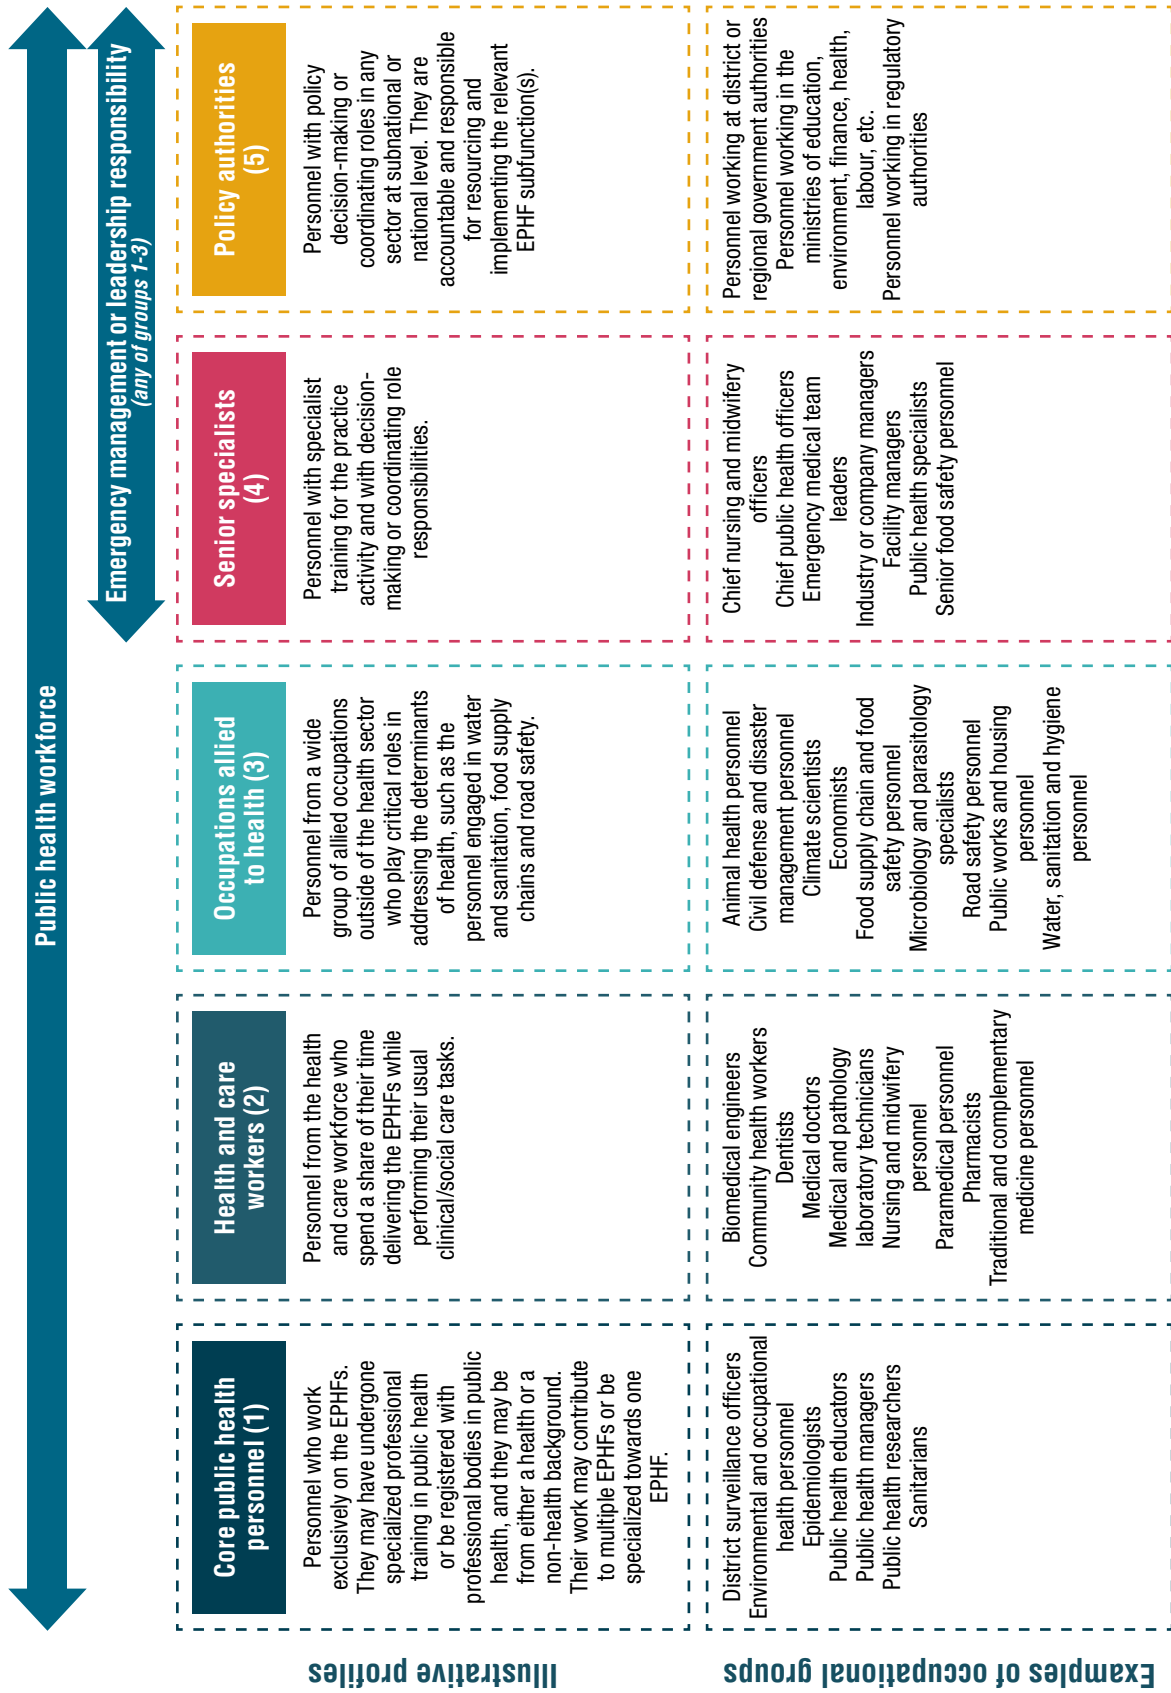 Public health workforce
Emergency management or leadership responsibility
(any of groups 1-3)
Core public health
personnel (1)
Health and care
workers (2)
Occupations allied
to health (3)
Senior specialists
(4)
Policy authorities
(5)
Illustrative profiles
Personnel who work
exclusively on the EPHFs.
They may have undergone
specialized professional
training in public health
or be registered with
professional bodies in public
health, and they may be
from either a health or a
non-health background.
Their work may contribute
to multiple EPHFs or be
specialized towards one
EPHF.
Personnel from the health
and care workforce who
spend a share of their time
delivering the EPHFs while
performing their usual
clinical/social care tasks.
Personnel from a wide
group of allied occupations
outside of the health sector
who play critical roles in
addressing the determinants
of health, such as the
personnel engaged in water
and sanitation, food supply
chains and road safety.
Personnel with specialist
training for the practice
activity and with decision-
making or coordinating role
responsibilities.
Personnel with policy
decision-making or
coordinating roles in any
sector at subnational or
national level. They are
accountable and responsible
for resourcing and
implementing the relevant
EPHF subfunction(s).
Examples of occupational groups
District surveillance officers
Environmental and occupational
health personnel
Epidemiologists
Public health educators
Public health managers
Public health researchers
Sanitarians
Biomedical engineers
Community health workers
Dentists
Medical doctors
Medical and pathology
laboratory technicians
Nursing and midwifery
personnel
Paramedical personnel
Pharmacists
Traditional and complementary
medicine personnel
Animal health personnel
Civil defense and disaster
management personnel
Climate scientists
Economists
Food supply chain and food
safety personnel
Microbiology and parasitology
specialists
Road safety personnel
Public works and housing
personnel
Water, sanitation and hygiene
personnel
Chief nursing and midwifery
officers
Chief public health officers
Emergency medical team
leaders
Industry or company managers
Facility managers
Public health specialists
Senior food safety personnel
Personnel working at district or
regional government authorities
Personnel working in the
ministries of education,
environment, finance, health,
labour, etc.
Personnel working in regulatory
authorities